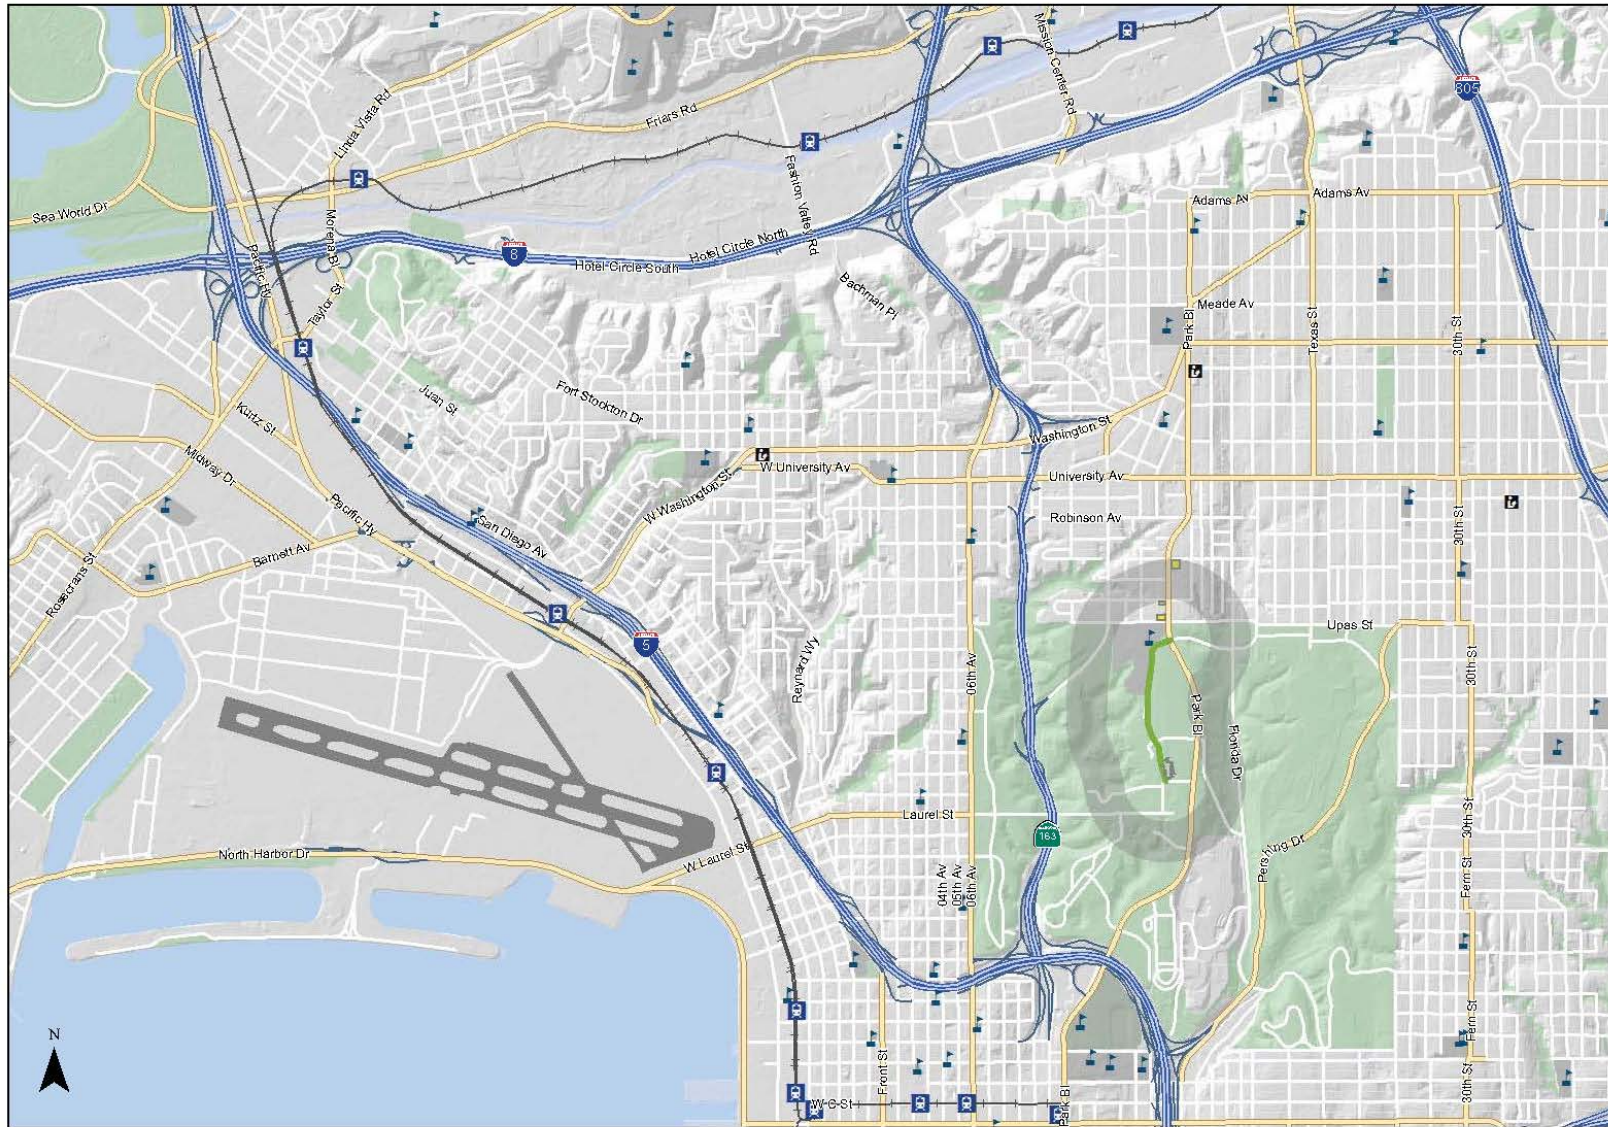 Mission Center Rd
805
Linda Vista Rd
Friars Rd
Fashion Valley Rd
Adams Av
Adams Av
Sea World Dr
Morena Bl
Pacific Hy
8
Hotel Circle North
Hotel Circle South
Bachman Pl
Taylor St
Meade Av
Park Bl
Texas St
30th St
Juan St
Fort Stockton Dr
Kurtz St
Washington St
Midway Dr
W University Av
University Av
W Washington St
Pacific Hy
San Diego Av
Robinson Av
30th St
Barnett Av
Rosecrans St
Upas St
5
Reynard Wy
06th Av
30th St
Park Bl
Florida Dr
Laurel St
163
30th St
North Harbor Dr
W Laurel St
Pershing Dr
04th Av
05th Av
06th Av
Fern St
N
Front St
Fern St
30th St
W C St
Park Bl